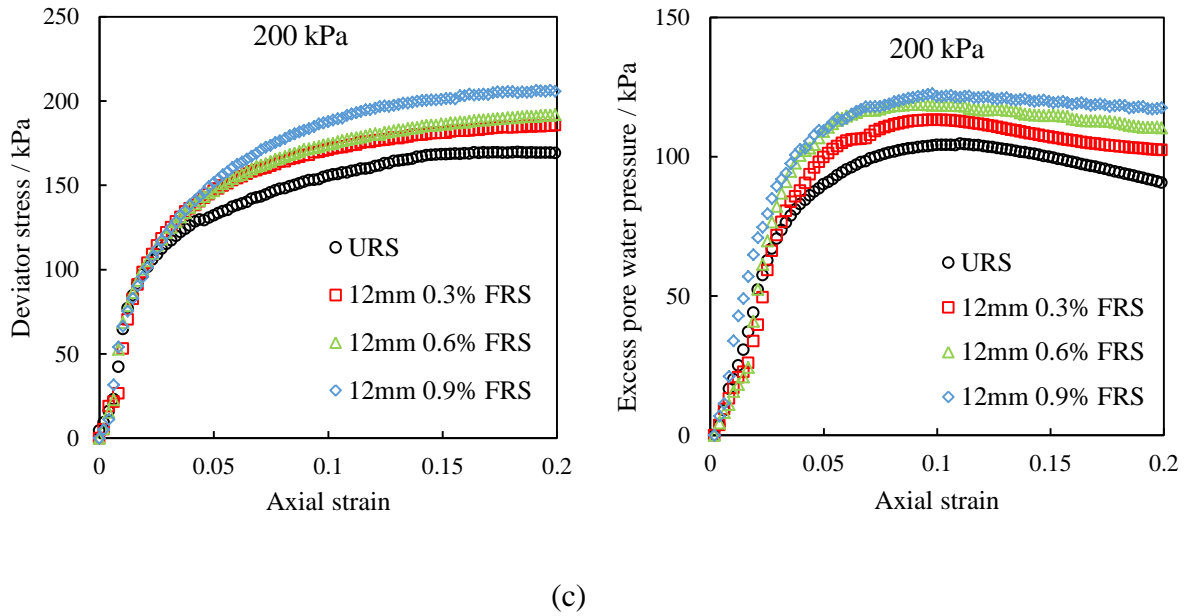 250
200
150
100
50
0
Deviator stress / kPa
200 kPa
URS
12mm 0.3% FRS
12mm 0.6% FRS
12mm 0.9% FRS
0 0.05 0.1 0.15 0.2
Axial strain
150
100
50
0
Excess pore water pressure / kPa
200 kPa
URS
12mm 0.3% FRS
12mm 0.6% FRS
12mm 0.9% FRS
0 0.05 0.1 0.15 0.2
Axial strain
(c)